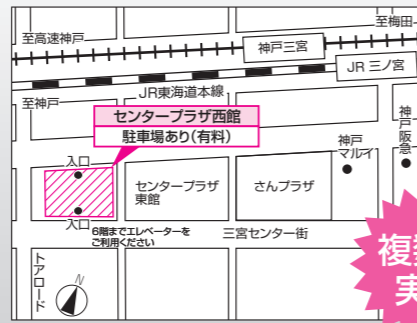 至梅田
至高速神戸
神戸三宮
JR 三ノ宮
JR東海道本線
至神戸
センタープラザ西館
駐車場あり(有料)
神戸阪急
神戸
マルイ
入口
センタープラザ
東館
さんプラザ
入口
6階までエレベーターを
ご利用ください
三宮センター街
トアロード
N